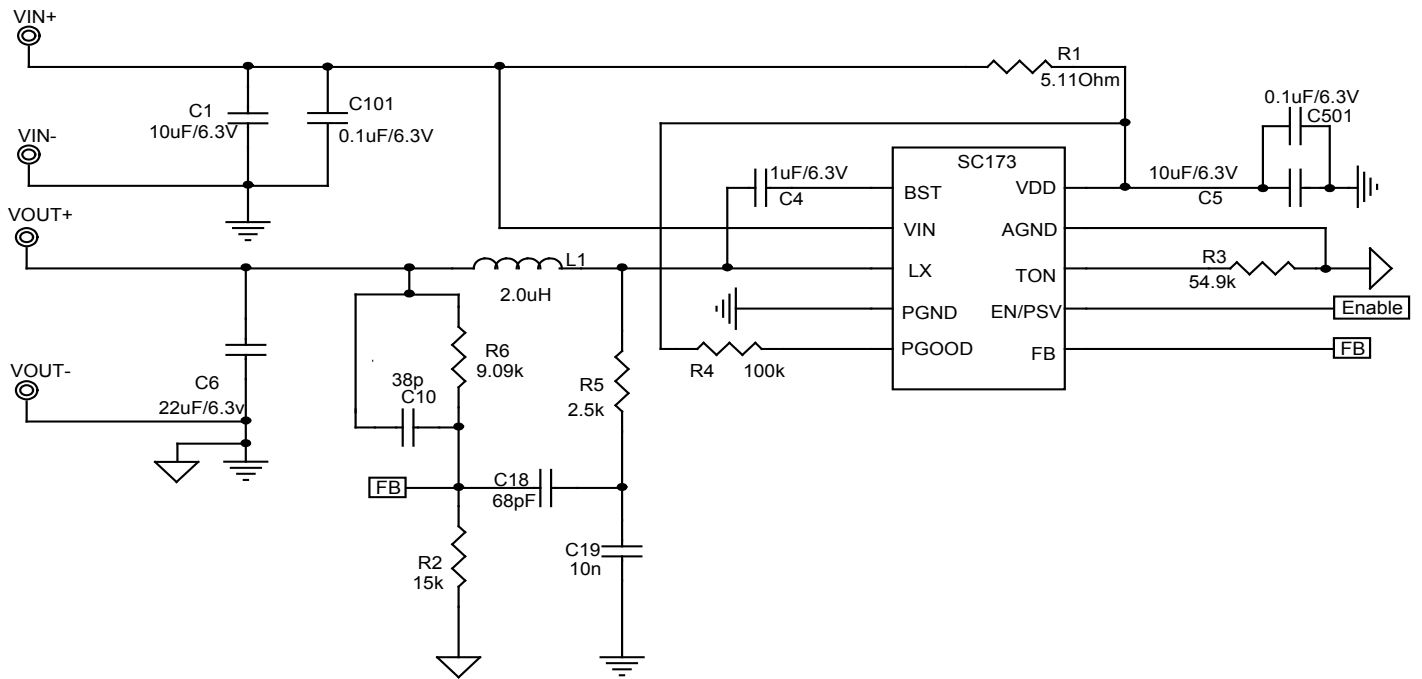 VIN+
R1
5.11Ohm
C1
10uF/6.3V
C101
0.1uF/6.3V
0.1uF/6.3V
C501
VIN-
SC173
1uF/6.3V
C4
10uF/6.3V
C5
BST
VDD
VOUT+
VIN
AGND
L1
2.0uH
LX
TON
R3
54.9k
PGND
EN/PSV
Enable
PGOOD
FB
FB
R4
100k
R6
9.09k
VOUT-
C6
22uF/6.3v
38p
C10
R5
2.5k
FB
C18
68pF
R2
15k
C19
10n